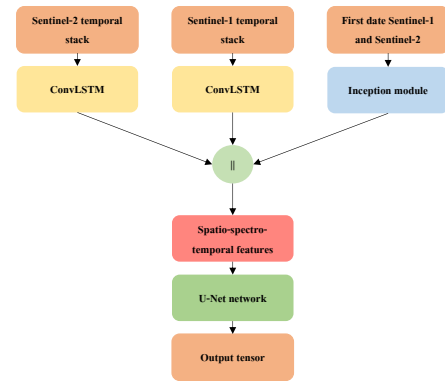 Sentinel-2 temporal
stack
Sentinel-1 temporal
stack
First date Sentinel-1
and Sentinel-2
ConvLSTM
ConvLSTM
Inception module
||
Spatio-spectro-
temporal features
U-Net network
Output tensor